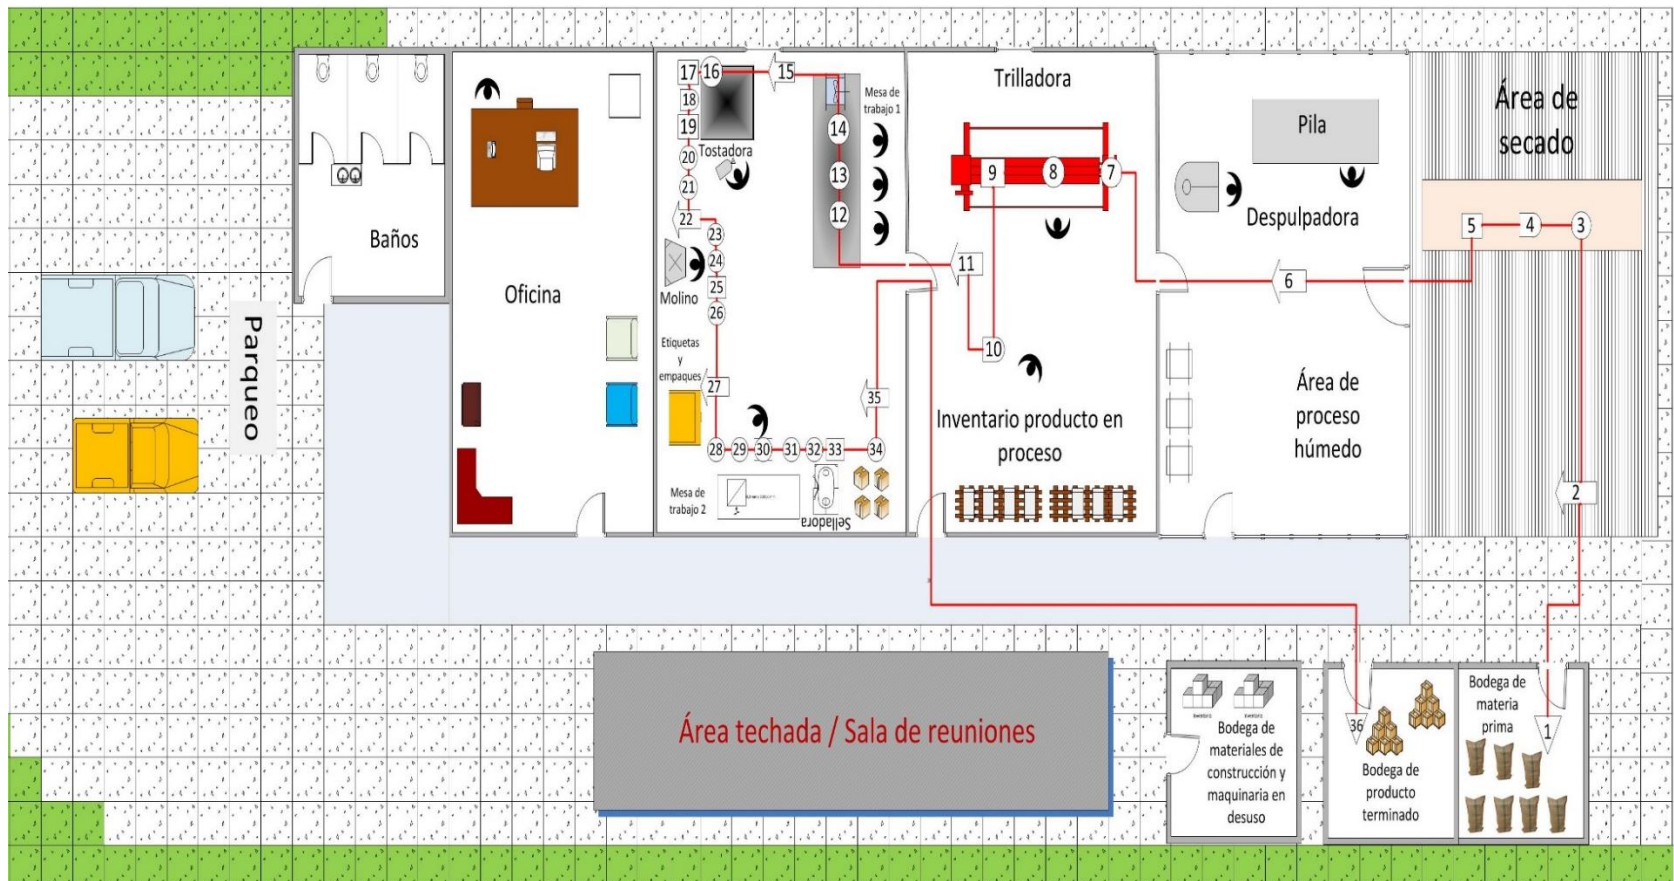 Baños
Parqueo
Oficina
17
16
15
18
19
20
21
22
23
24
25
26
27
28
29
30
31
32
33
34
35
Tostadora
Molino
Etiquetas
y
empaques
Mesa de
trabajo 2
Selladora
Mesa de
trabajo 1
14
13
12
11
Trilladora
9
8
7
10
Inventario producto en
proceso
Pila
Despulpadora
6
Área de
proceso
húmedo
Área de
secado
5
4
3
2
Área techada / Sala de reuniones
Bodega de
materiales de
construcción y
maquinaria en
desuso
36
Bodega de
producto
terminado
Bodega de
materia
prima
1